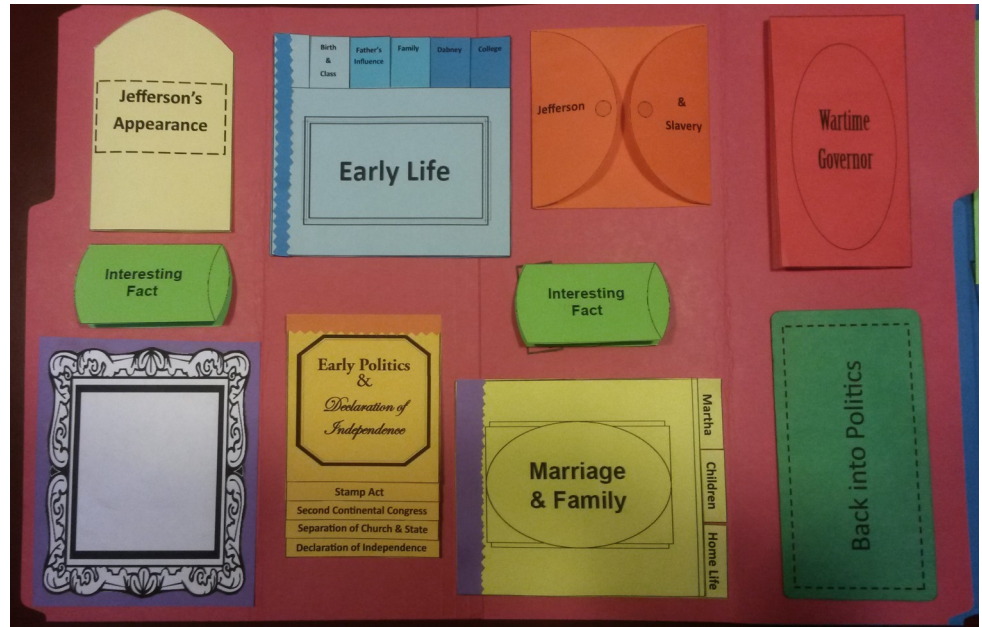 Jefferson's
Appearance
Birth
&
Class
Father's
Influence
Family
Dabney
College
Early Life
Jefferson
&
Slavery
Wartime
Governor
Interesting
Fact
Interesting
Fact
Early Politics
&
Declaration of
Independence
Stamp Act
Second Continental Congress
Separation of Church & State
Declaration of Independence
Marriage
& Family
Martha
Children
Home Life
Back into Politics